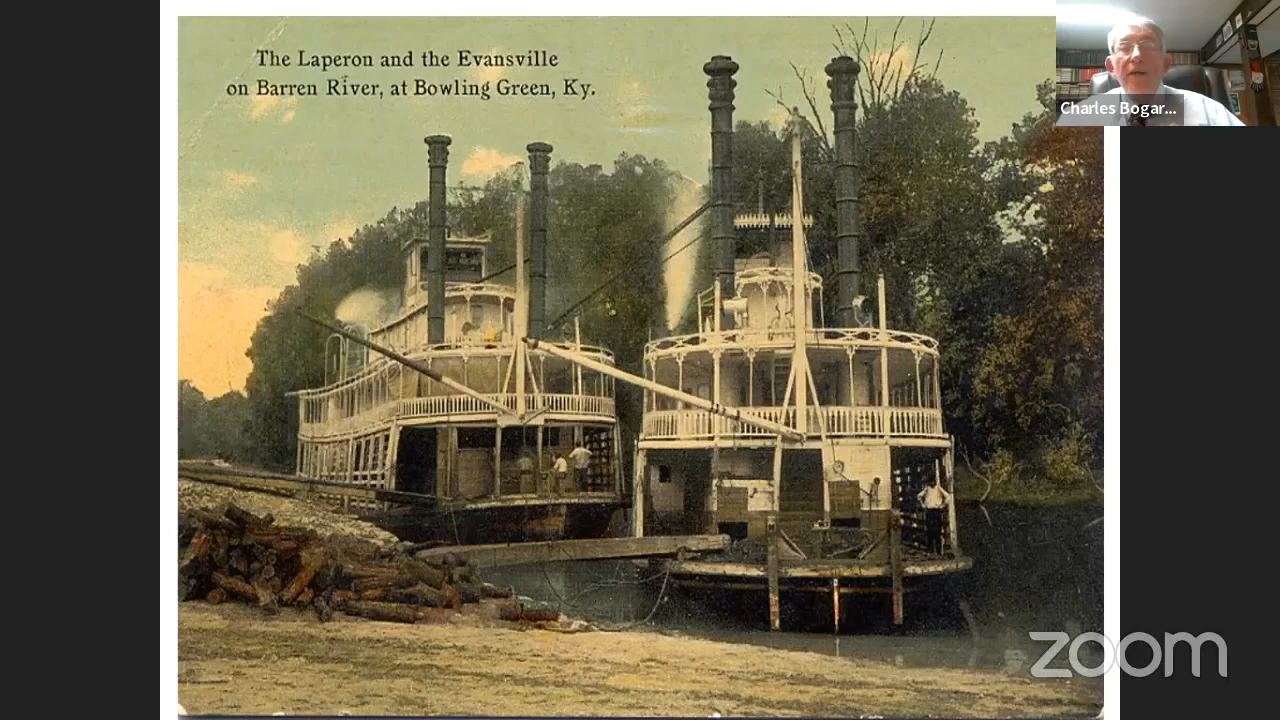 The Laperon and the Evansville
on Barren River, at Bowling Green, Ky.
Charles Bogar...
zoom